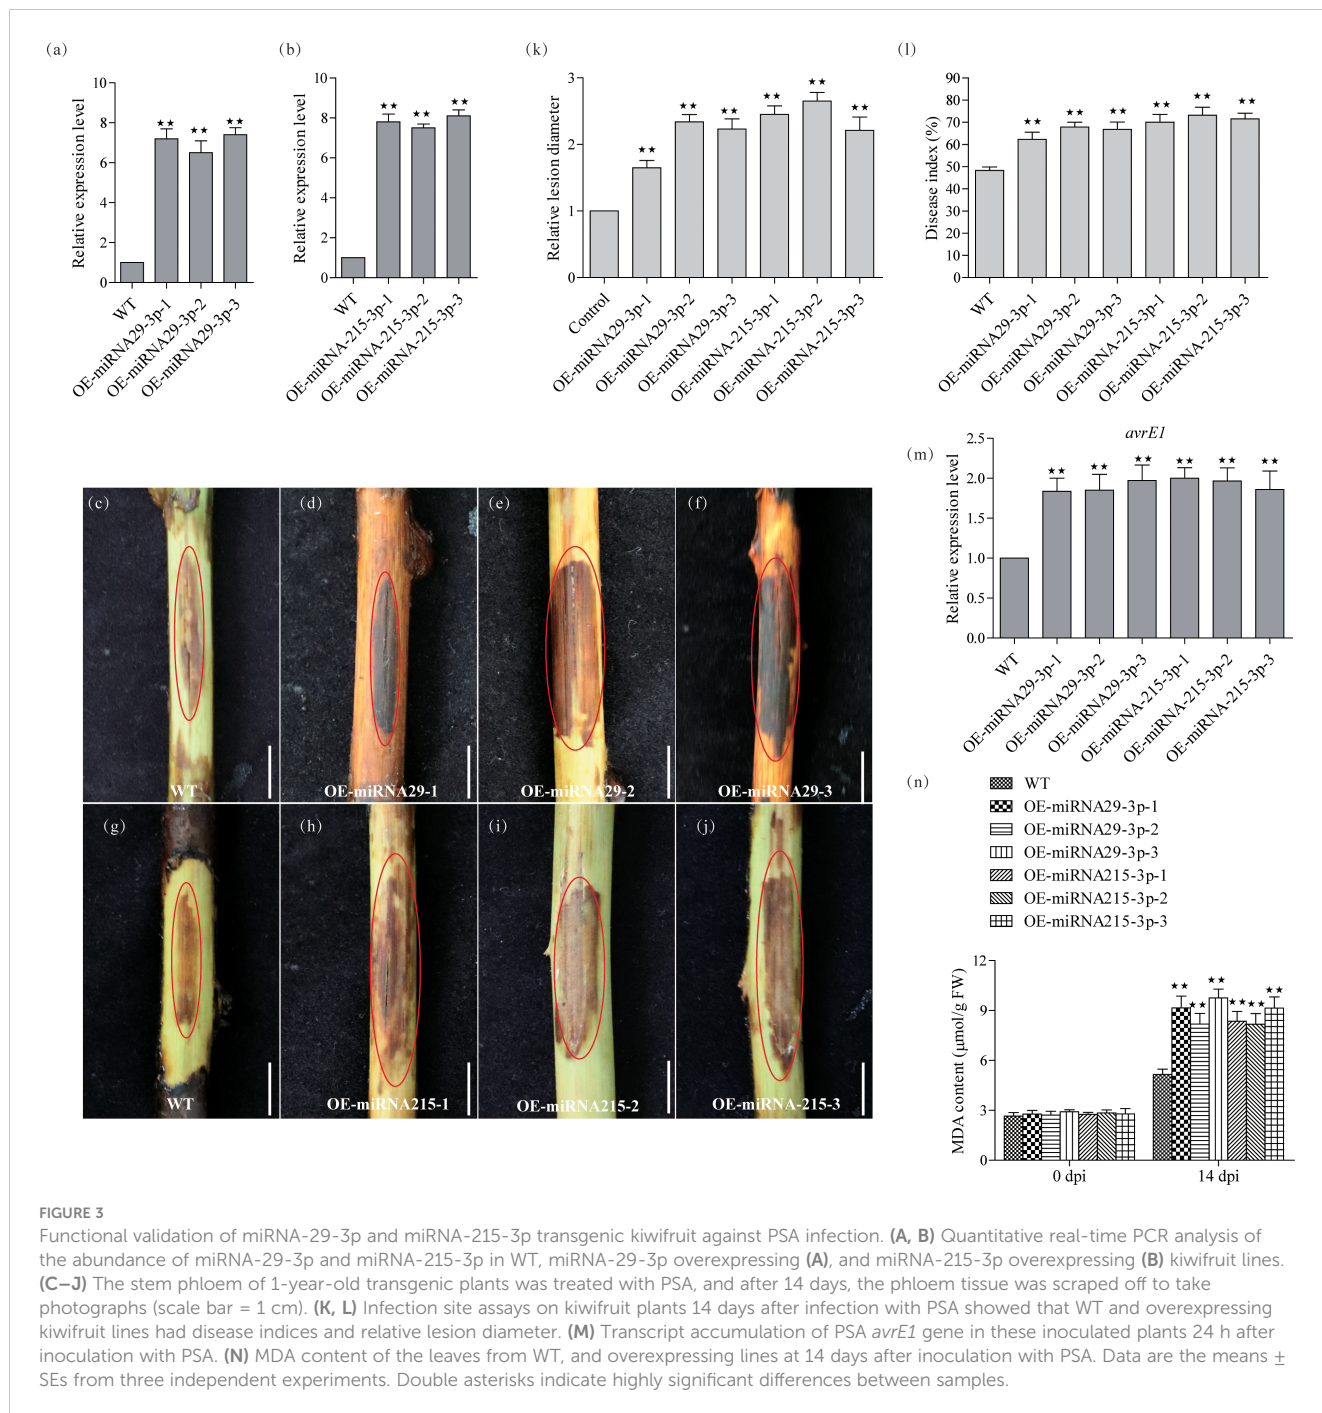 (a)
Relative expression level
10
8
6
4
2
0
★★
★★
★★
WT
OE-miRNA29-3p-1
OE-miRNA29-3p-2
OE-miRNA29-3p-3
(b)
Relative expression level
10
8
6
4
2
0
★★
★★
★★
WT
OE-miRNA-215-3p-1
OE-miRNA-215-3p-2
OE-miRNA-215-3p-3
(k)
Relative lesion diameter
3
2
1
0
★★
★★
★★
★★
★★
★★
Control
OE-miRNA29-3p-1
OE-miRNA29-3p-2
OE-miRNA29-3p-3
OE-miRNA-215-3p-1
OE-miRNA-215-3p-2
OE-miRNA-215-3p-3
(l)
Disease index (%)
90
80
70
60
50
40
30
20
10
0
★★
★★
★★
★★
★★
★★
WT
OE-miRNA29-3p-1
OE-miRNA29-3p-2
OE-miRNA29-3p-3
OE-miRNA-215-3p-1
OE-miRNA-215-3p-2
OE-miRNA-215-3p-3
(c)
WT
(d)
OE-miRNA29-1
(e)
OE-miRNA29-2
(f)
OE-miRNA29-3
(g)
WT
(h)
OE-miRNA215-1
(i)
OE-miRNA215-2
(j)
OE-miRNA-215-3
(m)
avrE1
Relative expression level
2.5
2.0
1.5
1.0
0.5
0.0
★★
★★
★★
★★
★★
★★
WT
OE-miRNA29-3p-1
OE-miRNA29-3p-2
OE-miRNA29-3p-3
OE-miRNA-215-3p-1
OE-miRNA-215-3p-2
OE-miRNA-215-3p-3
(n)
WT
OE-miRNA29-3p-1
OE-miRNA29-3p-2
OE-miRNA29-3p-3
OE-miRNA215-3p-1
OE-miRNA215-3p-2
OE-miRNA215-3p-3
MDA content (μmol/g FW)
12
9
6
3
0
★★
★★
★★
★★
★★
★★
0 dpi
14 dpi
FIGURE 3
Functional validation of miRNA-29-3p and miRNA-215-3p transgenic kiwifruit against PSA infection. (A, B) Quantitative real-time PCR analysis of
the abundance of miRNA-29-3p and miRNA-215-3p in WT, miRNA-29-3p overexpressing (A), and miRNA-215-3p overexpressing (B) kiwifruit lines.
(C–J) The stem phloem of 1-year-old transgenic plants was treated with PSA, and after 14 days, the phloem tissue was scraped off to take
photographs (scale bar = 1 cm). (K, L) Infection site assays on kiwifruit plants 14 days after infection with PSA showed that WT and overexpressing
kiwifruit lines had disease indices and relative lesion diameter. (M) Transcript accumulation of PSA avrE1 gene in these inoculated plants 24 h after
inoculation with PSA. (N) MDA content of the leaves from WT, and overexpressing lines at 14 days after inoculation with PSA. Data are the means ±
SEs from three independent experiments. Double asterisks indicate highly significant differences between samples.